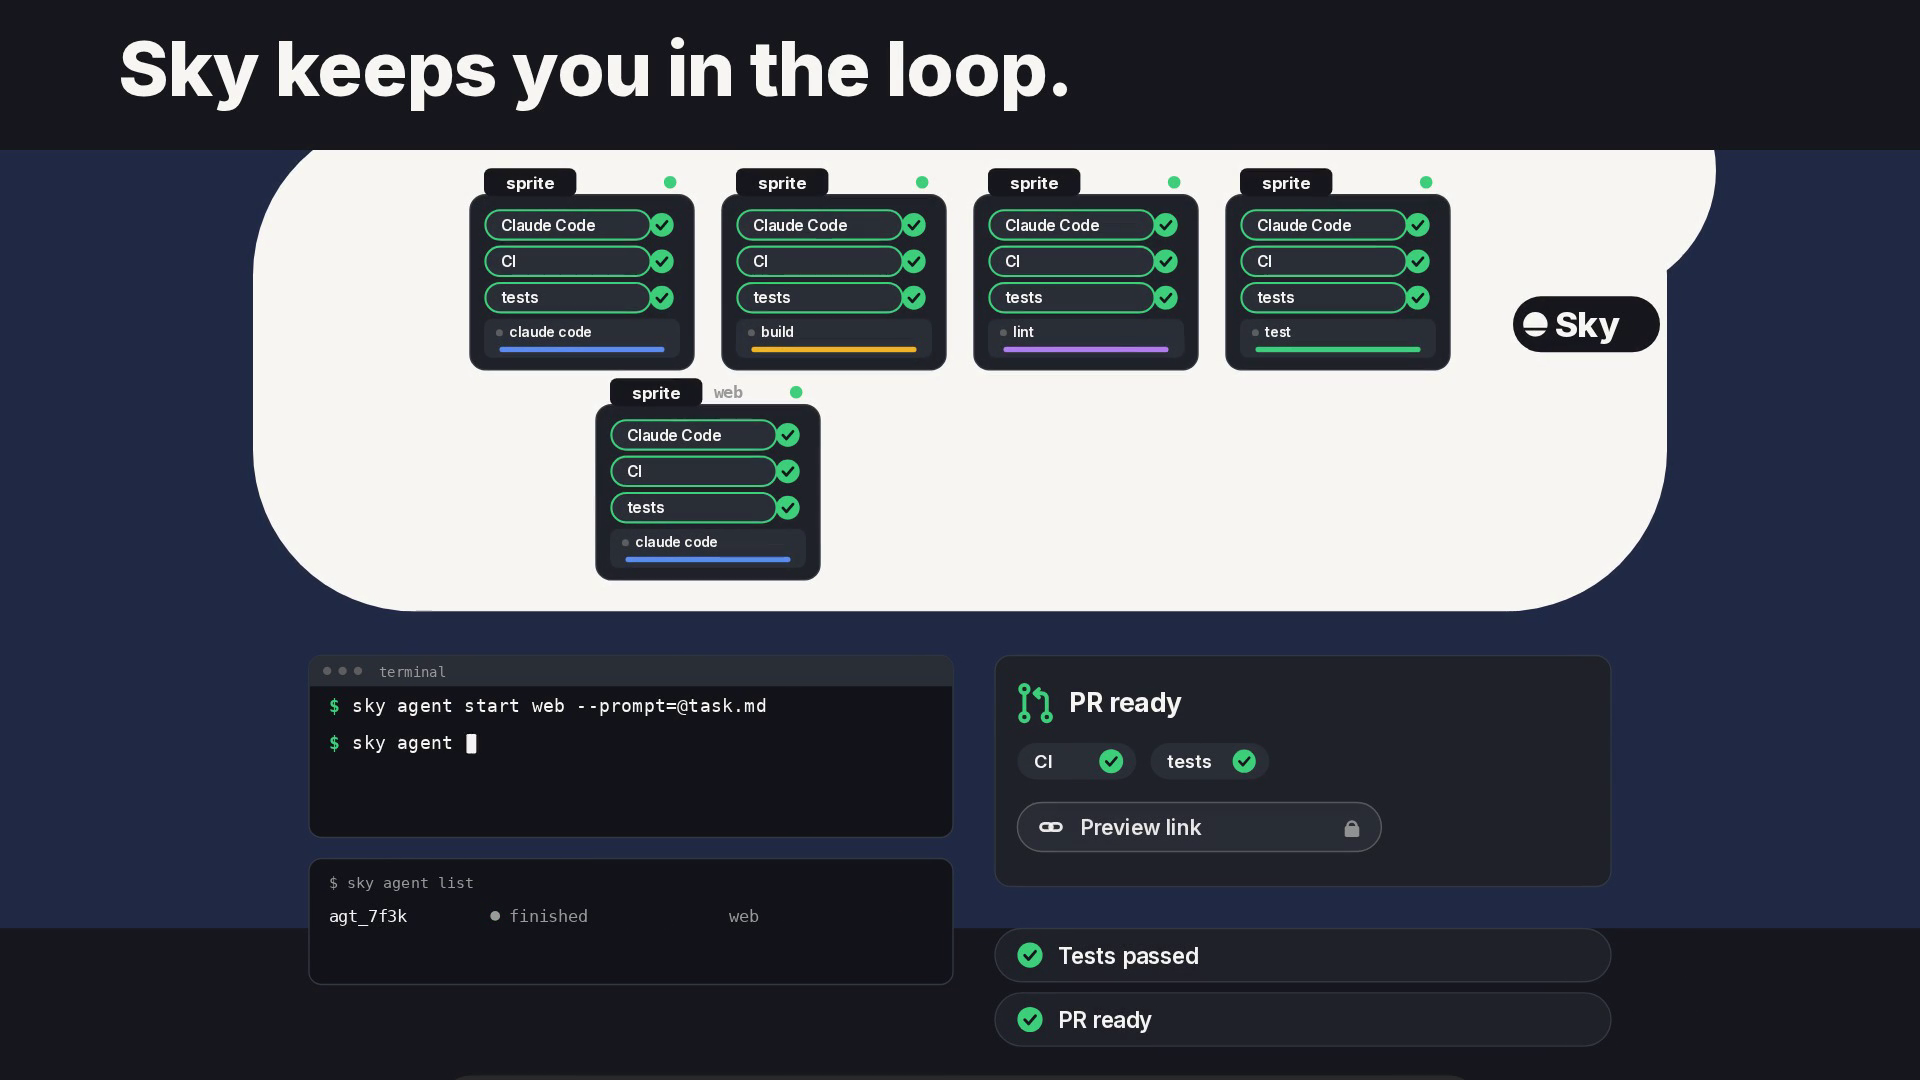 Sky keeps you in the loop.
sprite sprite sprite sprite
Claude Code Claude Code Claude Code Claude Code
CI CI CI CI
tests tests tests tests
claude code build lint test
Sky
sprite web
Claude Code
CI
tests
claude code
terminal
$ sky agent start web --prompt=@task.md
$ sky agent
PR ready
CI tests
Preview link
$ sky agent list
agt_7f3k finished web
Tests passed
PR ready